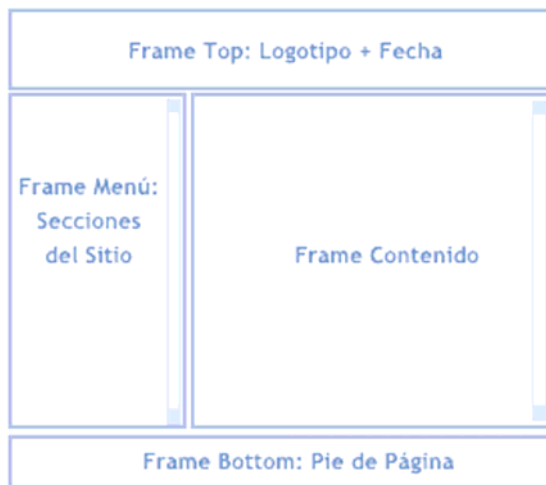 Frame Top: Logotipo + Fecha
Frame Menú:
Secciones
del Sitio
Frame Contenido
Frame Bottom: Pie de Página